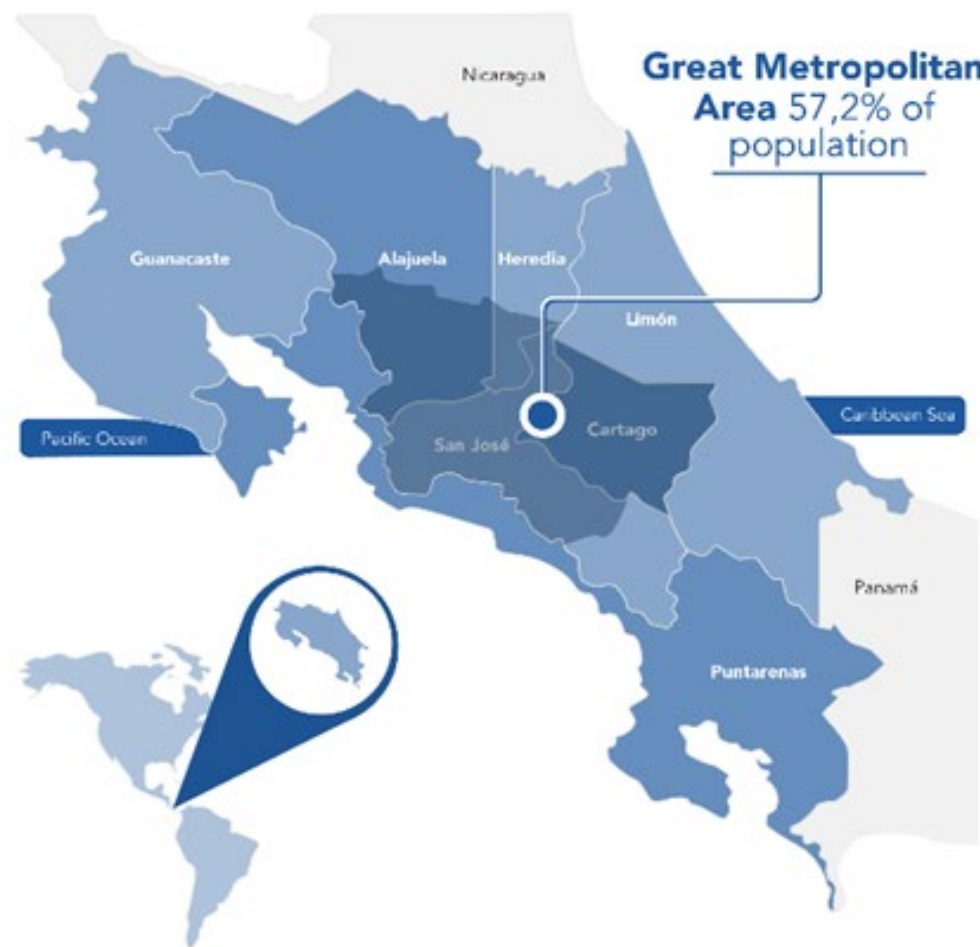 Nicaragua
Great Metropolitan
Area 57,2% of
population
Guanacaste
Alajuela
Heredia
Limón
Pacific Ocean
San José
Cartago
Caribbean Sea
Panamá
Puntarenas